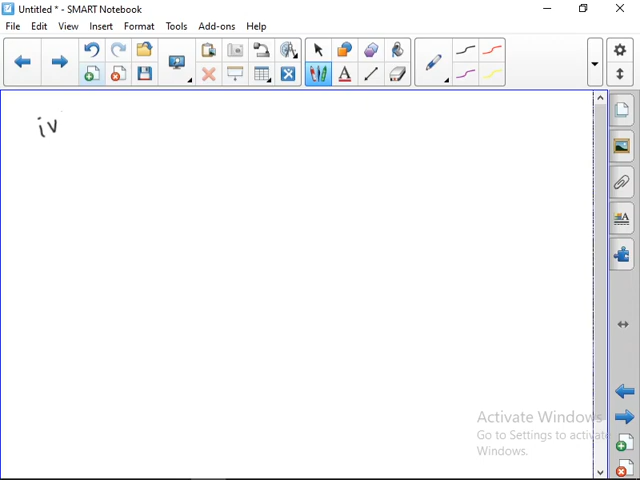 Untitled * - SMART Notebook
File Edit View Insert Format Tools Add-ons Help
iv
Activate Windows
Go to Settings to activate
Windows.